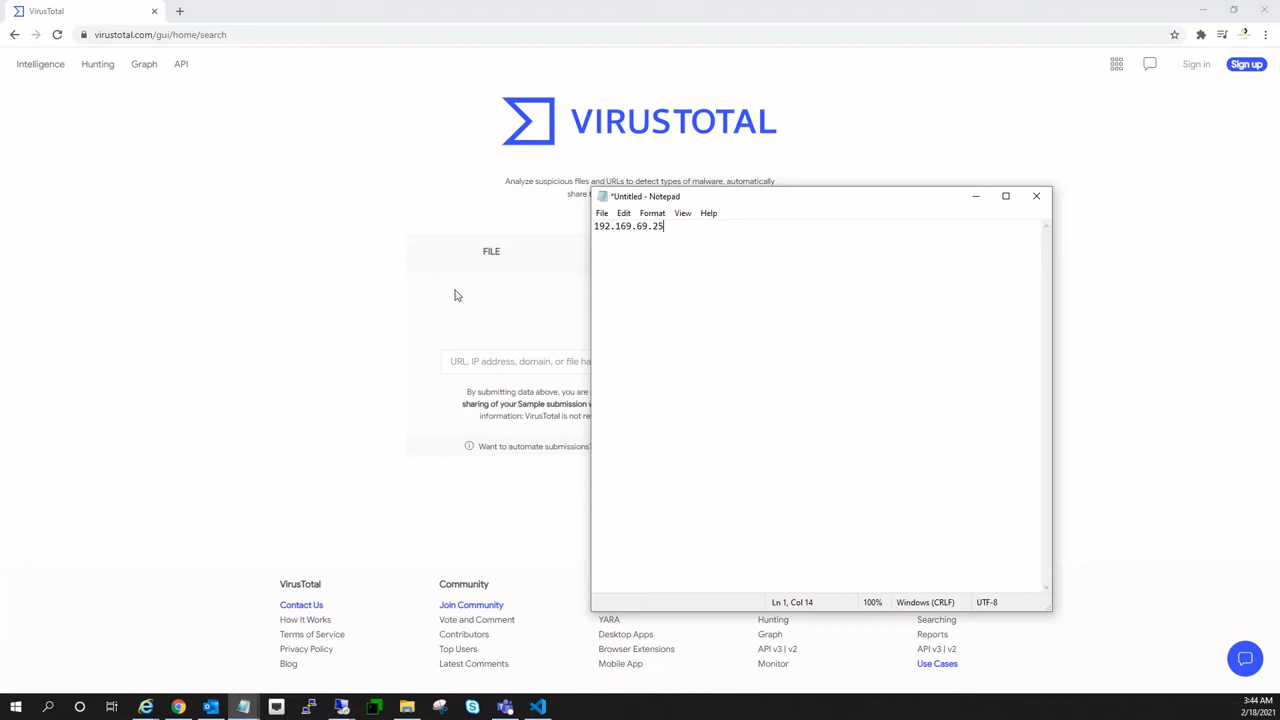 VirusTotal
virustotal.com/gui/home/search
Intelligence Hunting Graph API
Sign in Sign up
VIRUSTOTAL
Analyze suspicious files and URLs to detect types of malware, automatically
share
*Untitled - Notepad
File Edit Format View Help
192.169.69.25
FILE
URL, IP address, domain, or file ha
By submitting data above, you are
sharing of your Sample submission
information; VirusTotal is not re
Want to automate submissions?
Ln 1, Col 14 100% Windows (CRLF) UTF-8
VirusTotal
Contact Us
How It Works
Terms of Service
Privacy Policy
Blog
Community
Join Community
Vote and Comment
Contributors
Top Users
Latest Comments
YARA
Desktop Apps
Browser Extensions
Mobile App
Hunting
Graph
API v3 | v2
Monitor
Searching
Reports
API v3 | v2
Use Cases
3:44 AM
2/18/2021